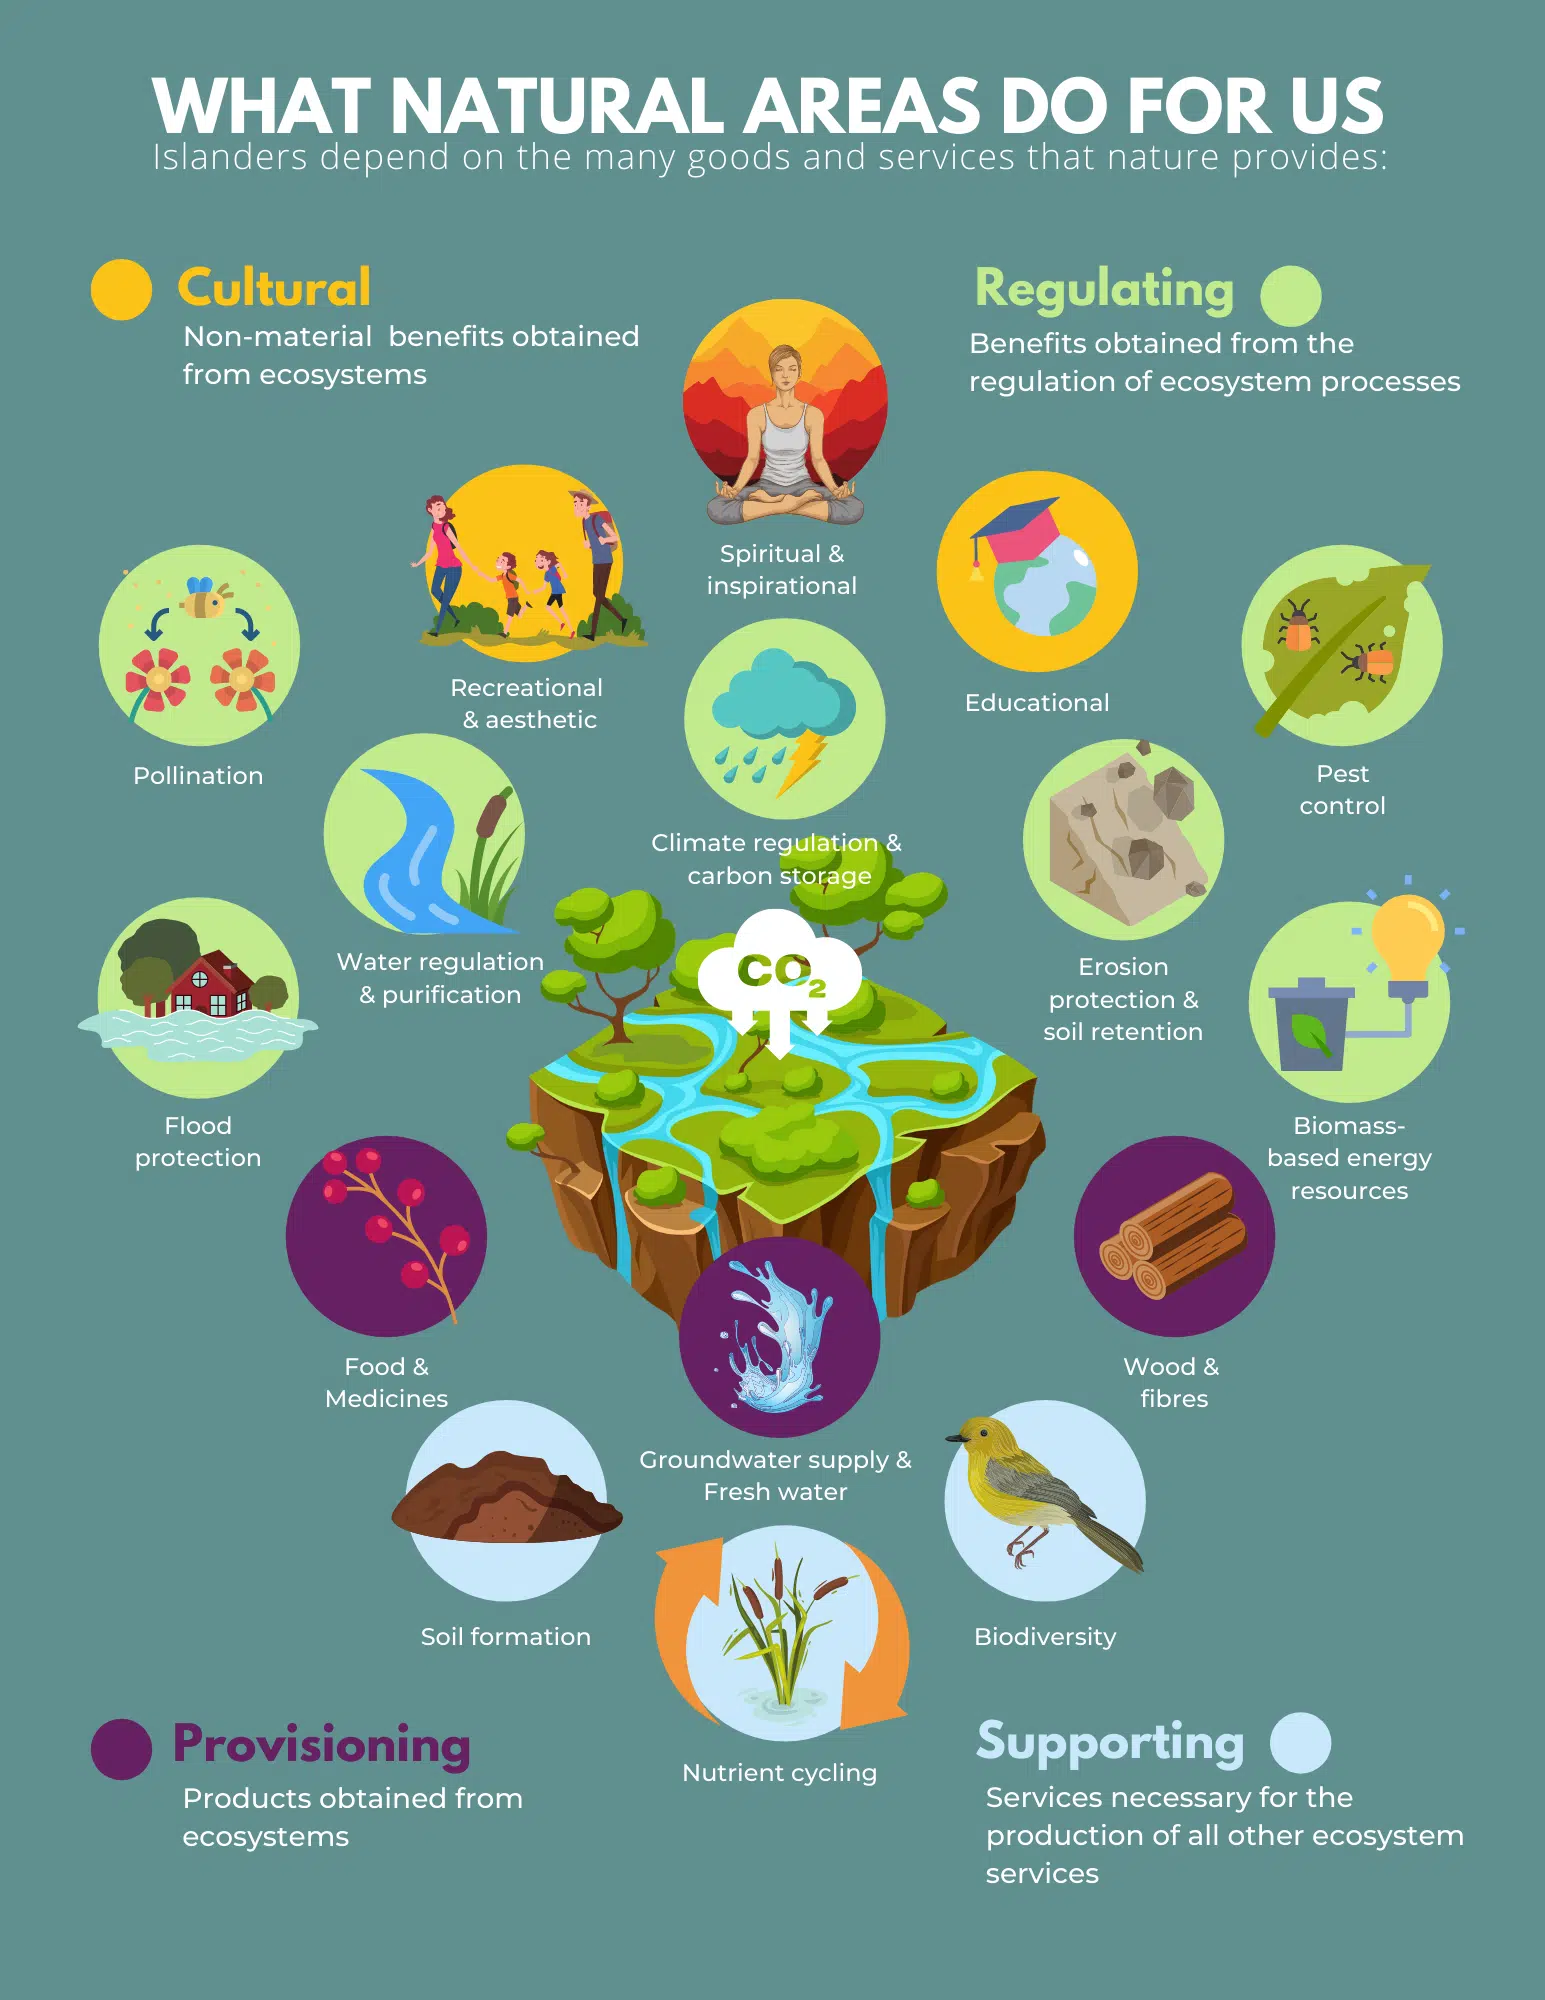 WHAT NATURAL AREAS DO FOR US
Islanders depend on the many goods and services that nature provides:
Cultural
Non-material benefits obtained
from ecosystems
Regulating
Benefits obtained from the
regulation of ecosystem processes
Spiritual &
inspirational
Recreational
& aesthetic
Educational
Pollination
Pest
control
Climate regulation &
carbon storage
Water regulation
& purification
CO2
Erosion
protection &
soil retention
Flood
protection
Biomass-
based energy
resources
Food &
Medicines
Wood &
fibres
Groundwater supply &
Fresh water
Soil formation
Biodiversity
Nutrient cycling
Provisioning
Products obtained from
ecosystems
Supporting
Services necessary for the
production of all other ecosystem
services